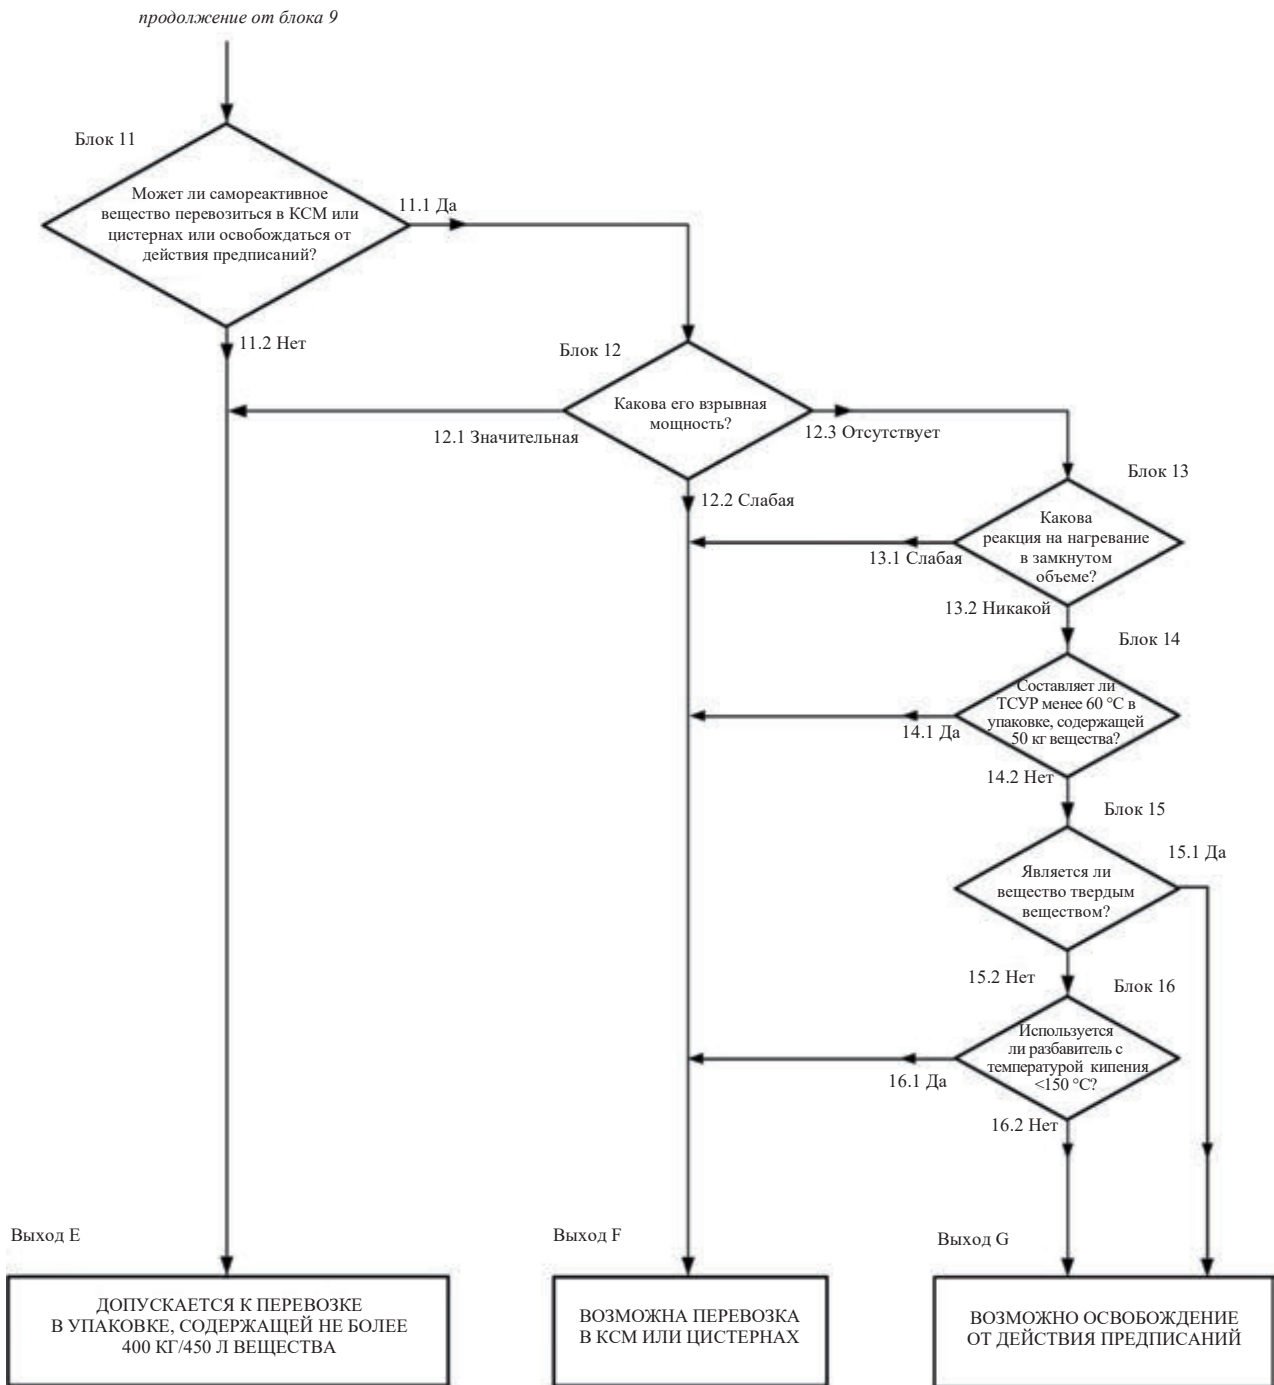 продолжение от блока 9
Блок 11
Может ли самореактивное
вещество перевозиться в КСМ или
цистернах или освобождаться от
действия предписаний?
11.1 Да
11.2 Нет
Блок 12
Какова его взрывная
мощность?
12.1 Значительная
12.3 Отсутствует
12.2 Слабая
Блок 13
Какова
реакция на нагревание
в замкнутом
объеме?
13.1 Слабая
13.2 Никакой
Блок 14
Составляет ли
ТСУР менее 60 °C в
упаковке, содержащей
50 кг вещества?
14.1 Да
14.2 Нет
Блок 15
15.1 Да
Является ли
вещество твердым
веществом?
15.2 Нет
Блок 16
Используется
ли разбавитель с
температурой кипения
<150 °C?
16.1 Да
16.2 Нет
Выход E
ДОПУСКАЕТСЯ К ПЕРЕВОЗКЕ
В УПАКОВКЕ, СОДЕРЖАЩЕЙ НЕ БОЛЕЕ
400 КГ/450 Л ВЕЩЕСТВА
Выход F
ВОЗМОЖНА ПЕРЕВОЗКА
В КСМ ИЛИ ЦИСТЕРНАХ
Выход G
ВОЗМОЖНО ОСВОБОЖДЕНИЕ
ОТ ДЕЙСТВИЯ ПРЕДПИСАНИЙ